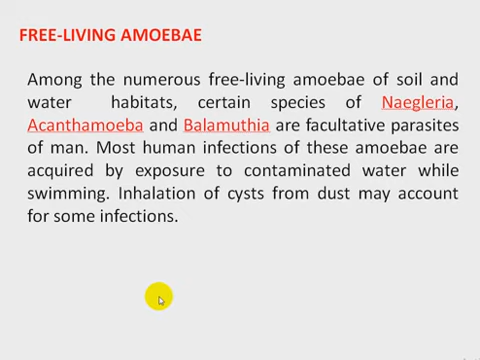 FREE-LIVING AMOEBAE
Among the numerous free-living amoebae of soil and
water habitats, certain species of Naegleria,
Acanthamoeba and Balamuthia are facultative parasites
of man. Most human infections of these amoebae are
acquired by exposure to contaminated water while
swimming. Inhalation of cysts from dust may account
for some infections.